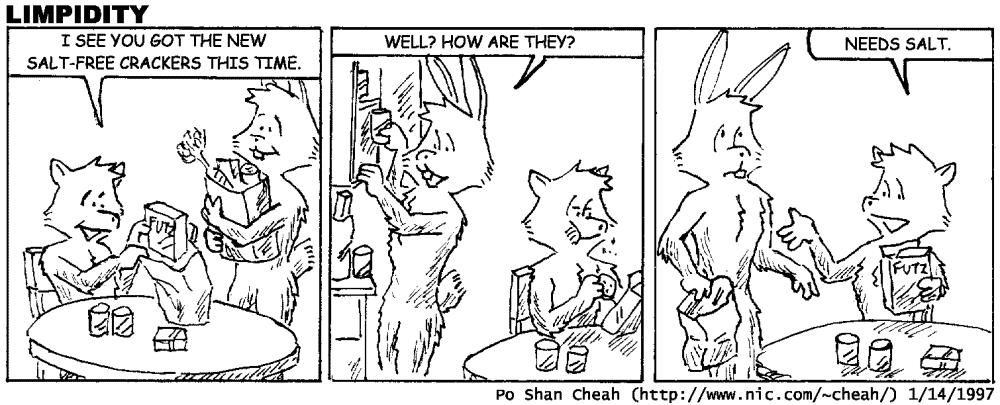 LIMPIDITY
I SEE YOU GOT THE NEW
SALT-FREE CRACKERS THIS TIME.
WELL? HOW ARE THEY?
NEEDS SALT.
FUTZ
Po Shan Cheah (http://www.nic.com/~cheah/) 1/14/1997